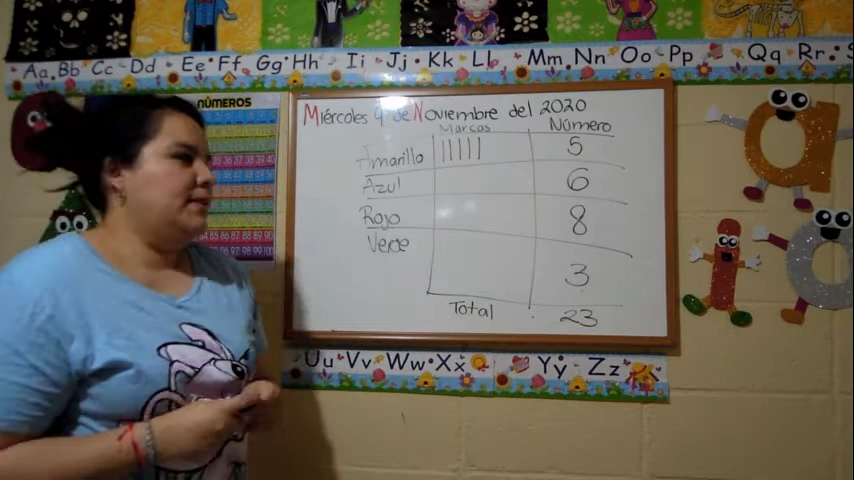 Aa Bb Cc Dd Ee Ff Gg Hh Ii Jj Kk Ll Mm Nn Oo Pp Qq Rr
NÚMEROS
Miércoles 9 de Noviembre del 2020
Marcas Número
Amarillo ||||| 5
Azul 6
Rojo 8
Verde 3
Total 23
Uu Vv Ww Xx Yy Zz